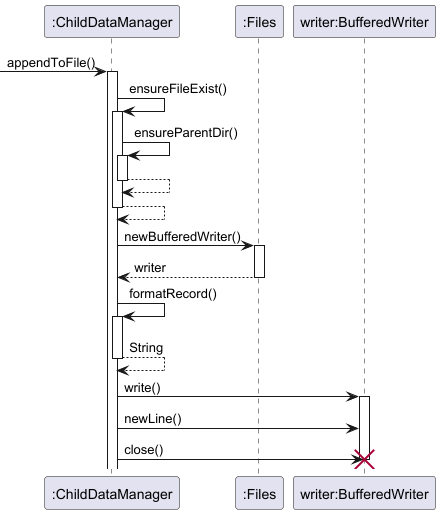 :ChildDataManager :Files writer:BufferedWriter
appendToFile()
ensureFileExist()
ensureParentDir()
newBufferedWriter()
writer
formatRecord()
String
write()
newLine()
close()
:ChildDataManager :Files writer:BufferedWriter